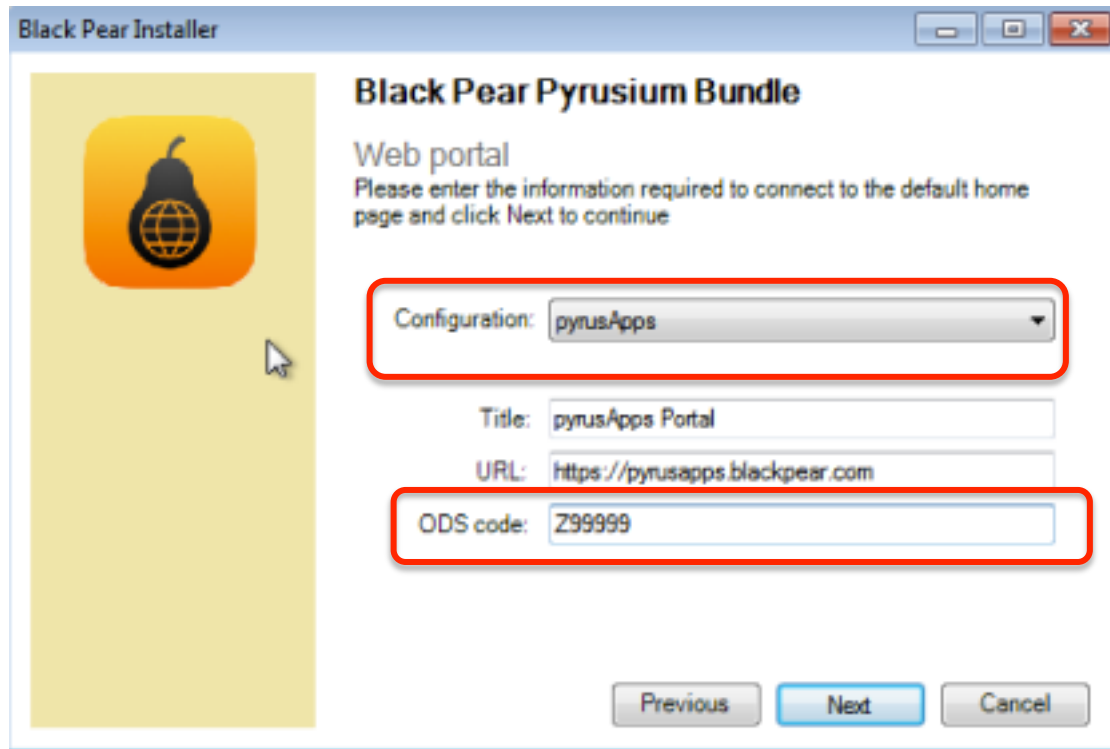 Black Pear Installer
Black Pear Pyrusium Bundle
Web portal
Please enter the information required to connect to the default home
page and click Next to continue
Configuration: pyrusApps
Title: pyrusApps Portal
URL: https://pyrusapps.blackpear.com
ODS code: Z99999
Previous Next Cancel